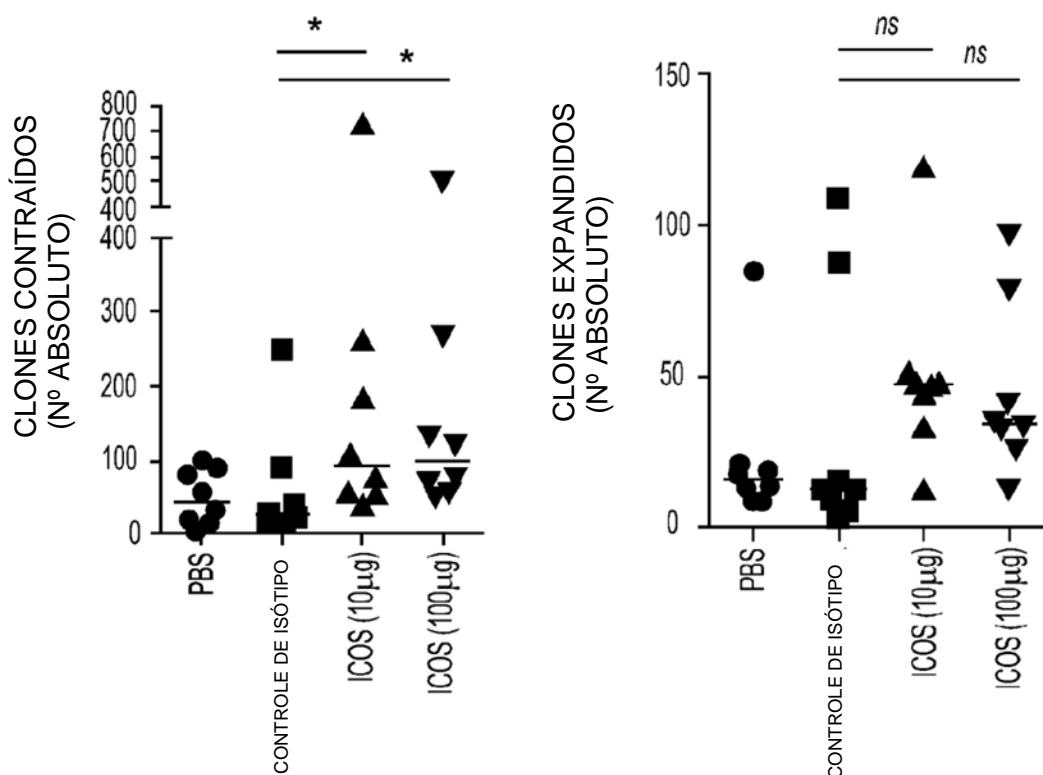 *
*
CLONES CONTRAÍDOS
(Nº ABSOLUTO)
800
700
600
500
400
400
300
200
100
0
PBS
CONTROLE DE ISÓTIPO
ICOS (10µg)
ICOS (100µg)
ns
ns
CLONES EXPANDIDOS
(Nº ABSOLUTO)
150
100
50
0
PBS
CONTROLE DE ISÓTIPO
ICOS (10µg)
ICOS (100µg)